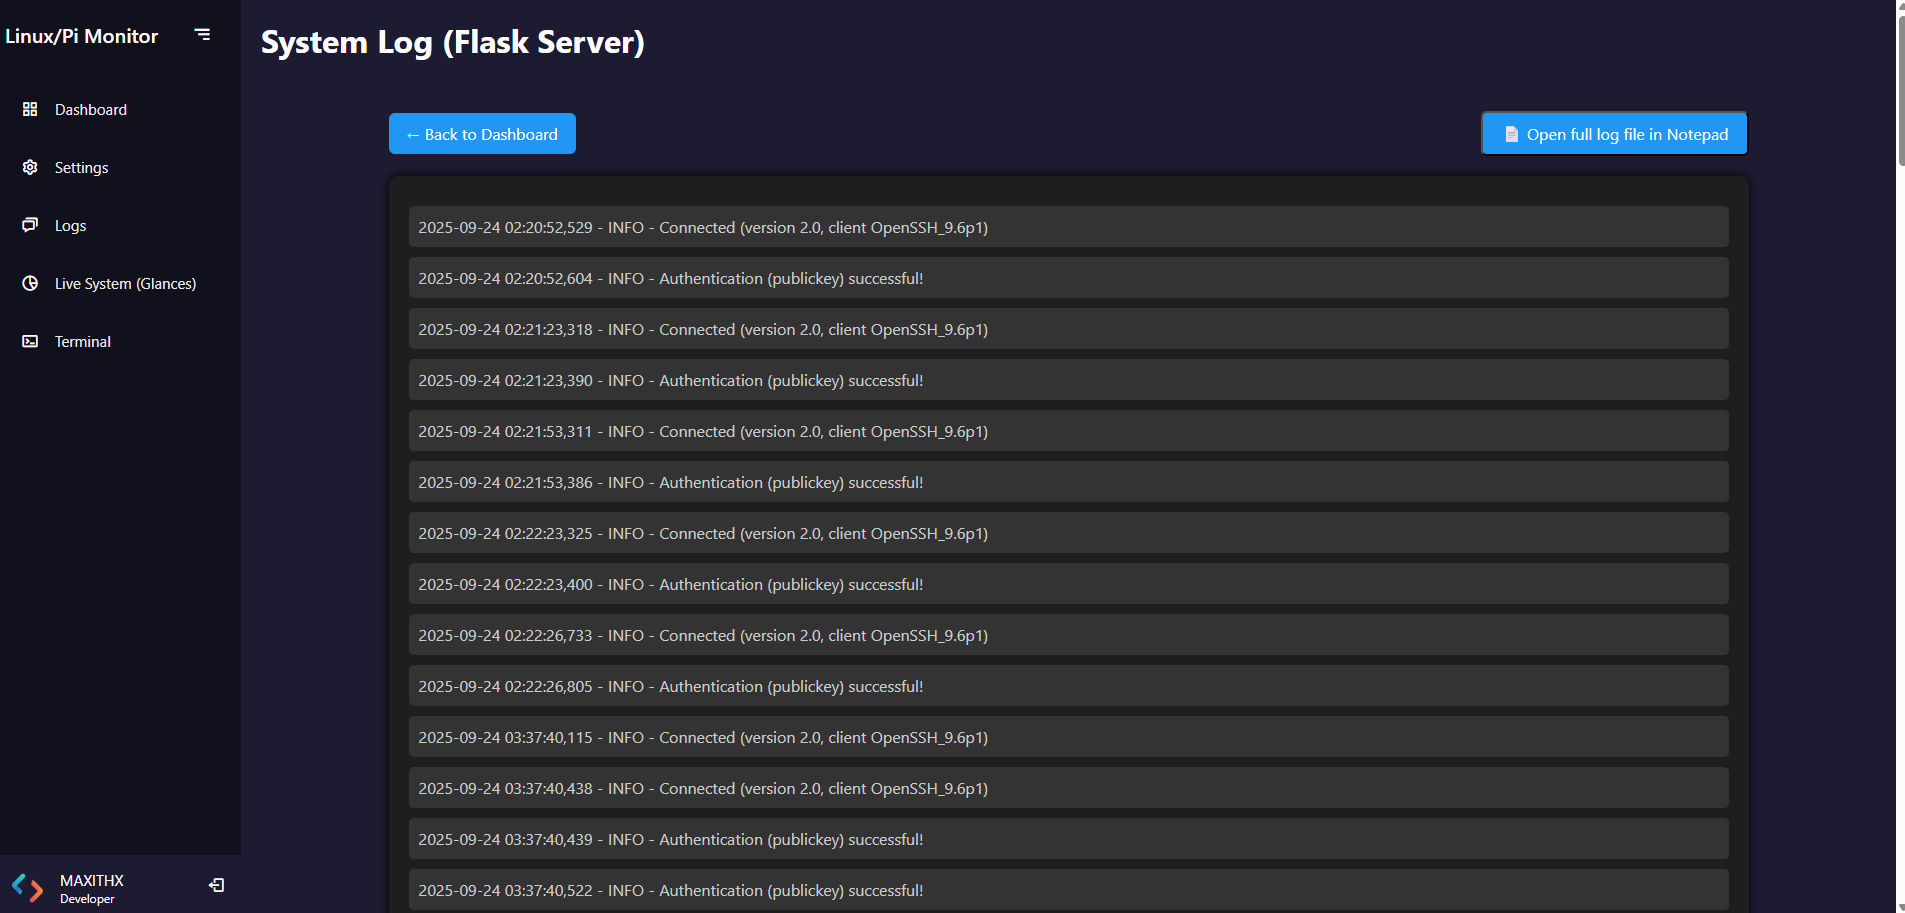 Linux/Pi Monitor
Dashboard
Settings
Logs
Live System (Glances)
Terminal
MAXITHX
Developer
System Log (Flask Server)
← Back to Dashboard
Open full log file in Notepad
2025-09-24 02:20:52,529 - INFO - Connected (version 2.0, client OpenSSH_9.6p1)
2025-09-24 02:20:52,604 - INFO - Authentication (publickey) successful!
2025-09-24 02:21:23,318 - INFO - Connected (version 2.0, client OpenSSH_9.6p1)
2025-09-24 02:21:23,390 - INFO - Authentication (publickey) successful!
2025-09-24 02:21:53,311 - INFO - Connected (version 2.0, client OpenSSH_9.6p1)
2025-09-24 02:21:53,386 - INFO - Authentication (publickey) successful!
2025-09-24 02:22:23,325 - INFO - Connected (version 2.0, client OpenSSH_9.6p1)
2025-09-24 02:22:23,400 - INFO - Authentication (publickey) successful!
2025-09-24 02:22:26,733 - INFO - Connected (version 2.0, client OpenSSH_9.6p1)
2025-09-24 02:22:26,805 - INFO - Authentication (publickey) successful!
2025-09-24 03:37:40,115 - INFO - Connected (version 2.0, client OpenSSH_9.6p1)
2025-09-24 03:37:40,438 - INFO - Connected (version 2.0, client OpenSSH_9.6p1)
2025-09-24 03:37:40,439 - INFO - Authentication (publickey) successful!
2025-09-24 03:37:40,522 - INFO - Authentication (publickey) successful!